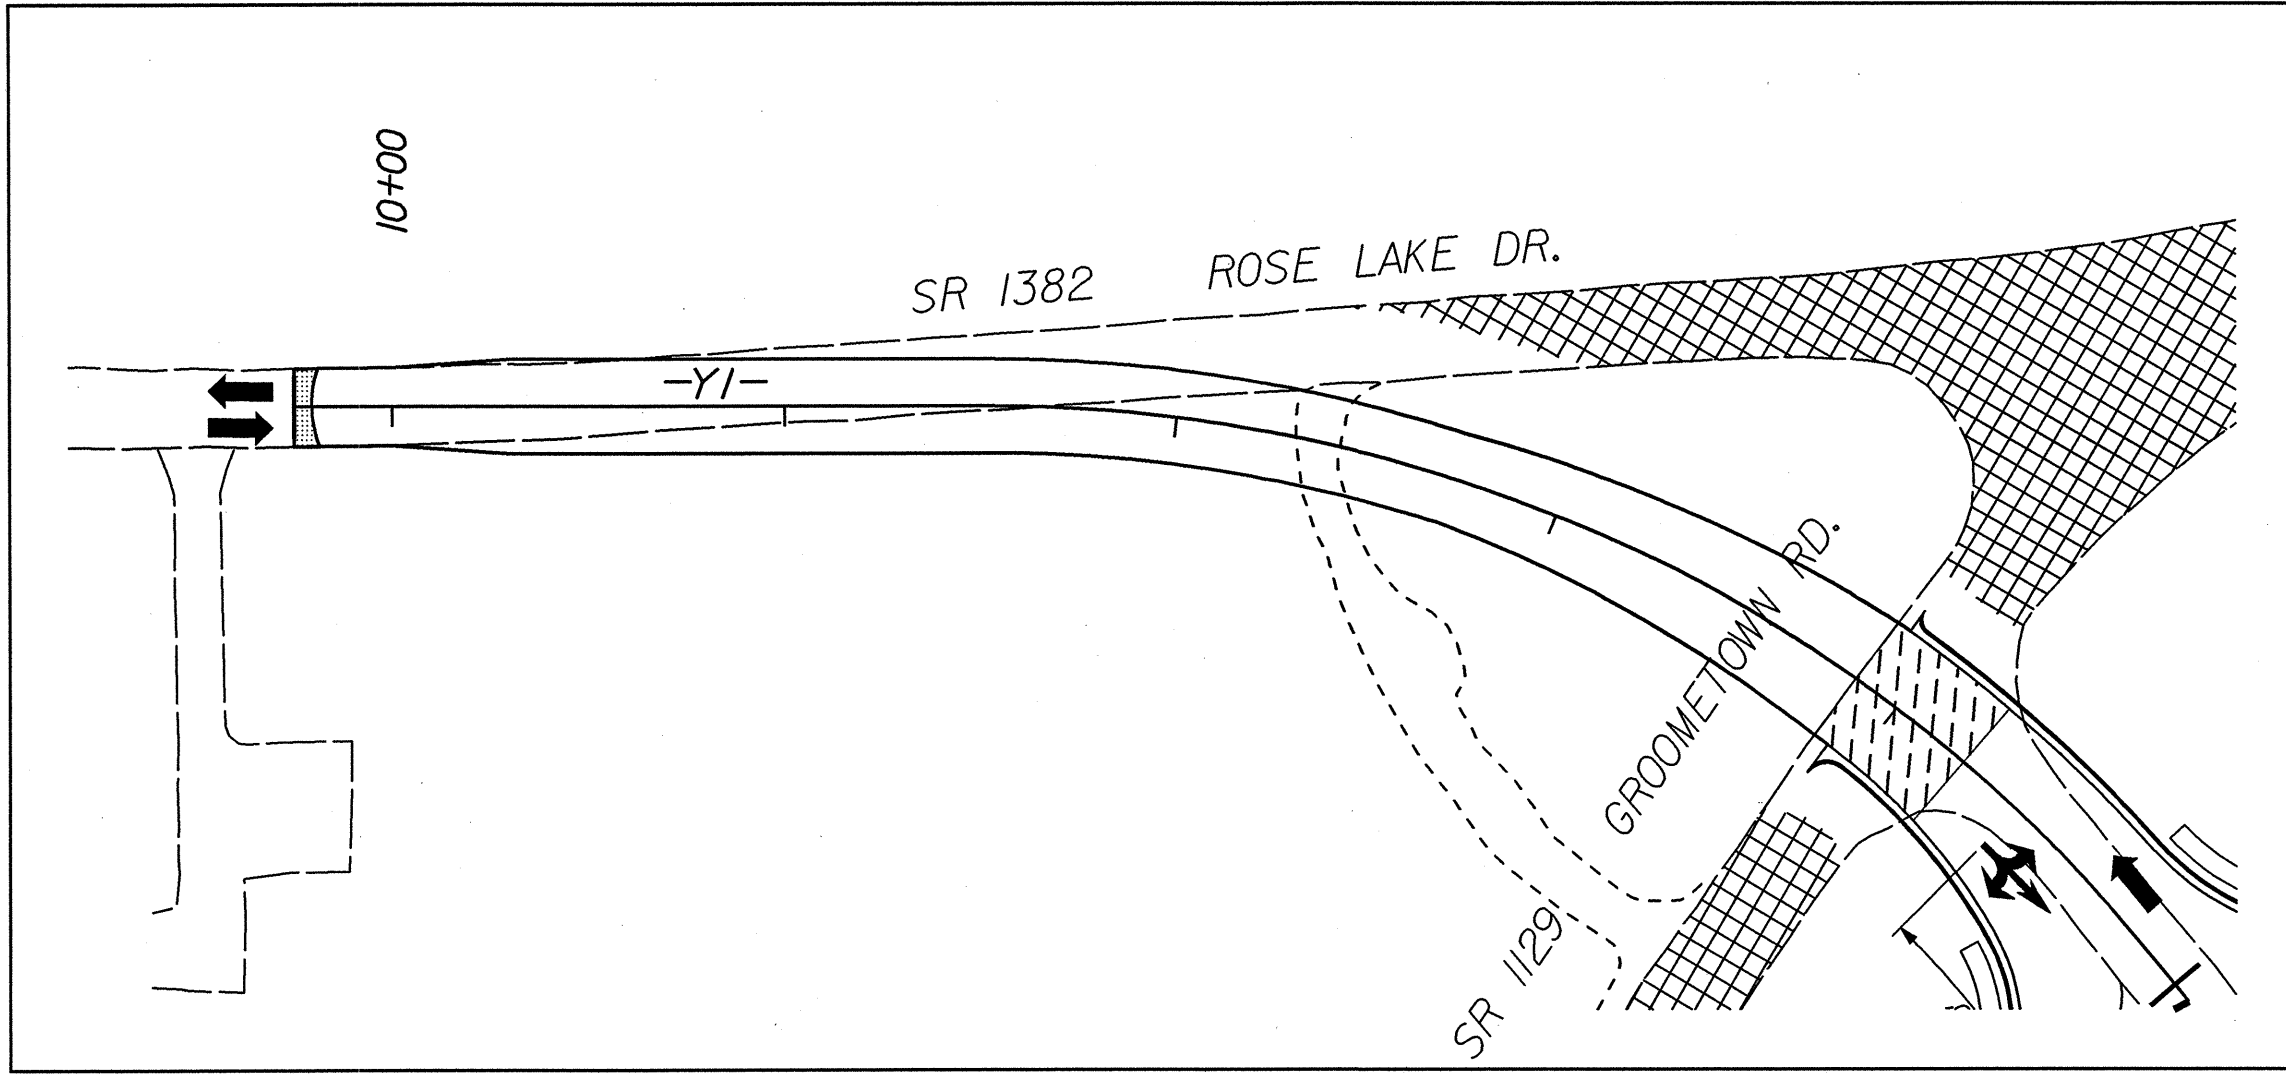 10+00
SR 1382 ROSE LAKE DR.
-Y1-
GROOMETOWN RD.
SR 1129